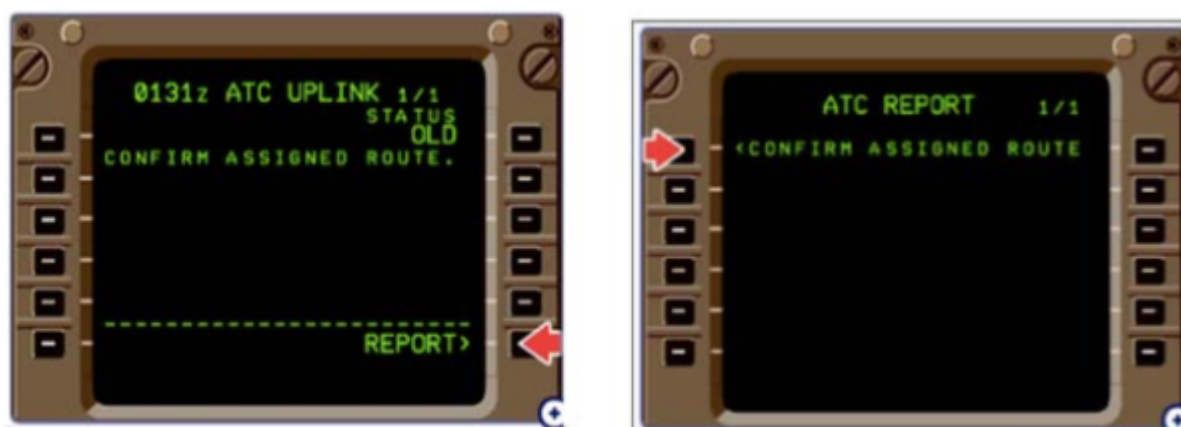 0131z ATC UPLINK 1/1
STATUS
OLD
CONFIRM ASSIGNED ROUTE.
------------------------
REPORT>
ATC REPORT 1/1
<CONFIRM ASSIGNED ROUTE